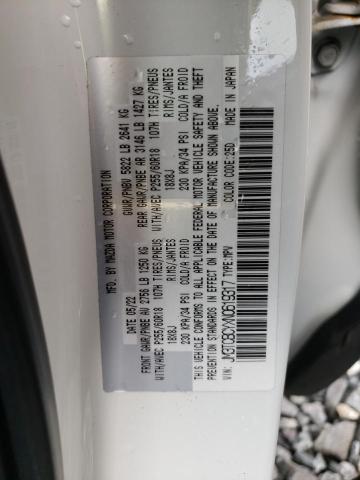 MFD. BY MAZDA MOTOR CORPORATION
DATE 05/22 GVWR/PNBV 5822 LB 2641 KG
FRONT GAWR/PNBE AV 2756 LB 1250 KG REAR GAWR/PNBE AR 3146 LB 1427 KG
WITH/AVEC P255/60R18 107H TIRES/PNEUS WITH/AVEC P255/60R18 107H TIRES/PNEUS
18X8J RIMS/JANTES 18X8J RIMS/JANTES
230 KPA/34 PSI COLD/A FROID 230 KPA/34 PSI COLD/A FROID
THIS VEHICLE CONFORMS TO ALL APPLICABLE FEDERAL MOTOR VEHICLE SAFETY AND THEFT
PREVENTION STANDARDS IN EFFECT ON THE DATE OF MANUFACTURE SHOWN ABOVE.
VIN: TYPE: MPV COLOR CODE: 25D MADE IN JAPAN